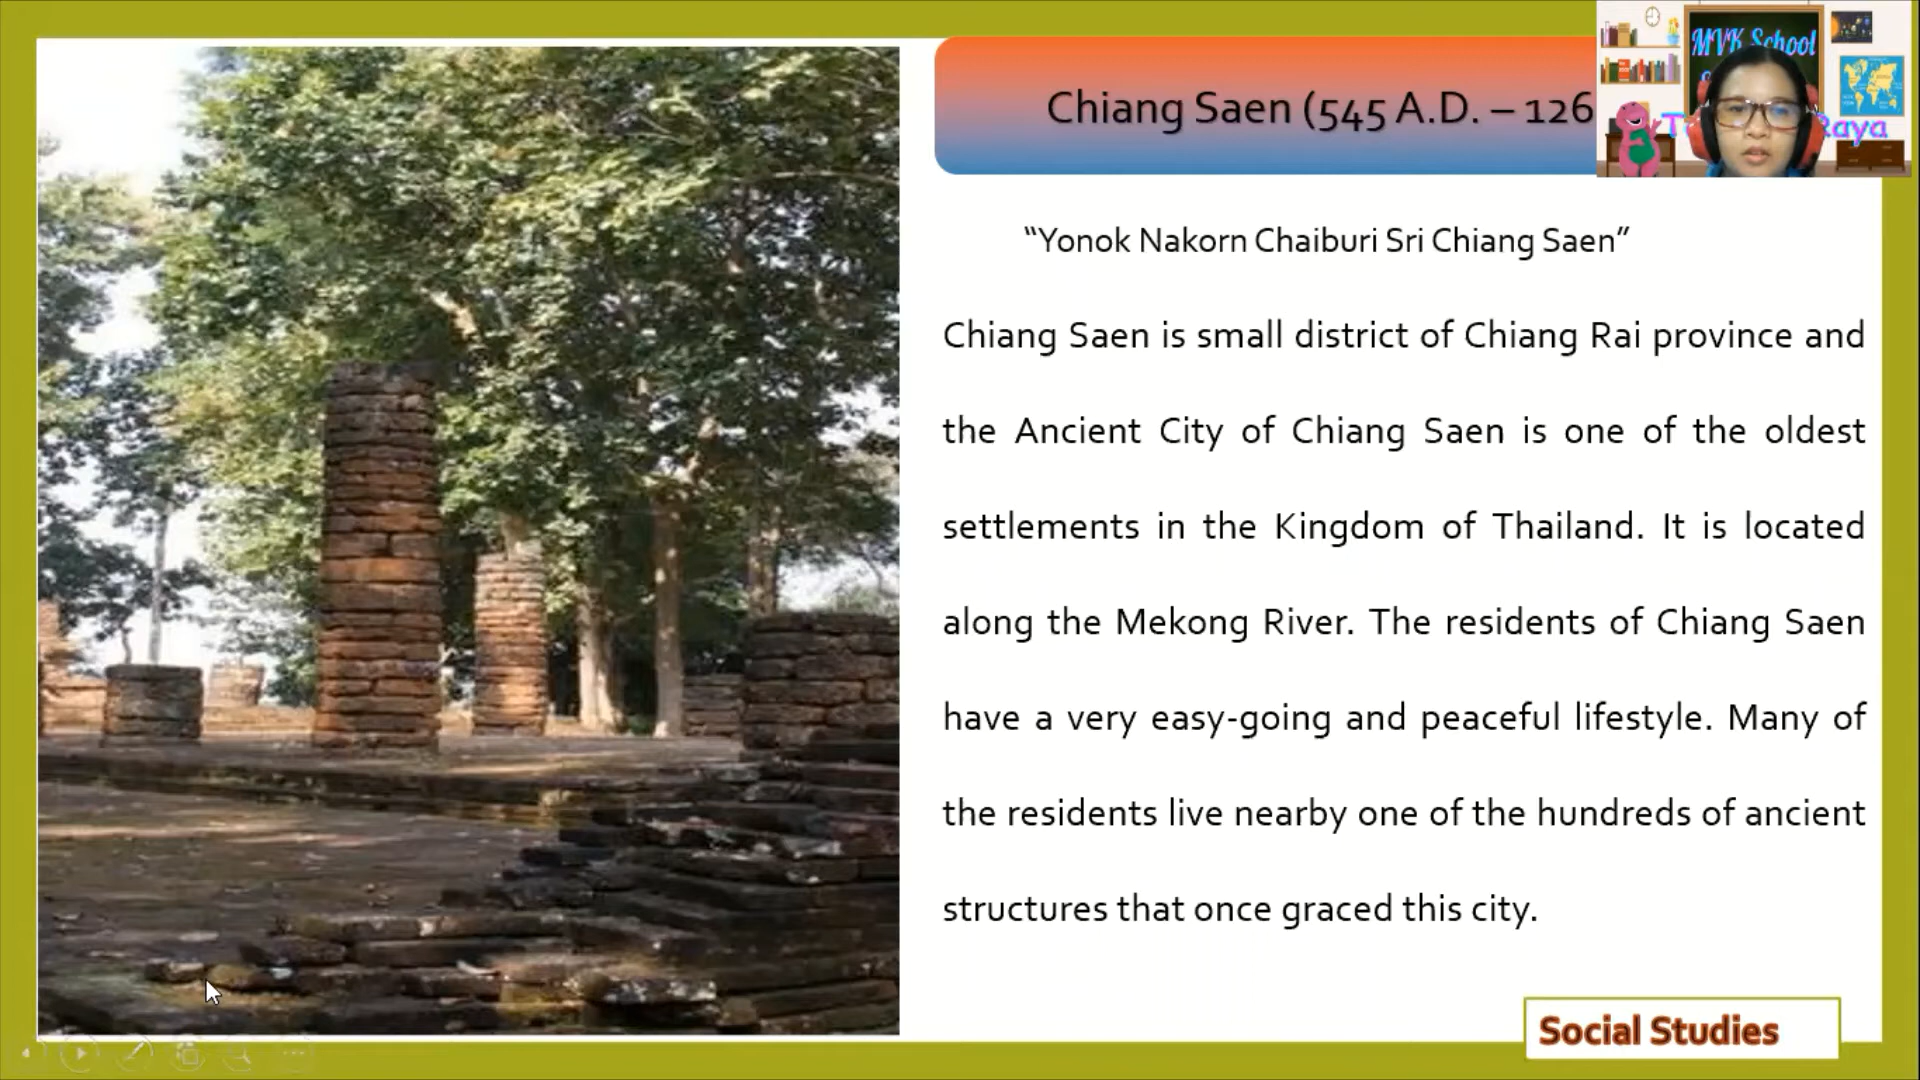 Chiang Saen (545 A.D. – 126
MVK School
Raya
“Yonok Nakorn Chaiburi Sri Chiang Saen”
Chiang Saen is small district of Chiang Rai province and
the Ancient City of Chiang Saen is one of the oldest
settlements in the Kingdom of Thailand. It is located
along the Mekong River. The residents of Chiang Saen
have a very easy-going and peaceful lifestyle. Many of
the residents live nearby one of the hundreds of ancient
structures that once graced this city.
Social Studies